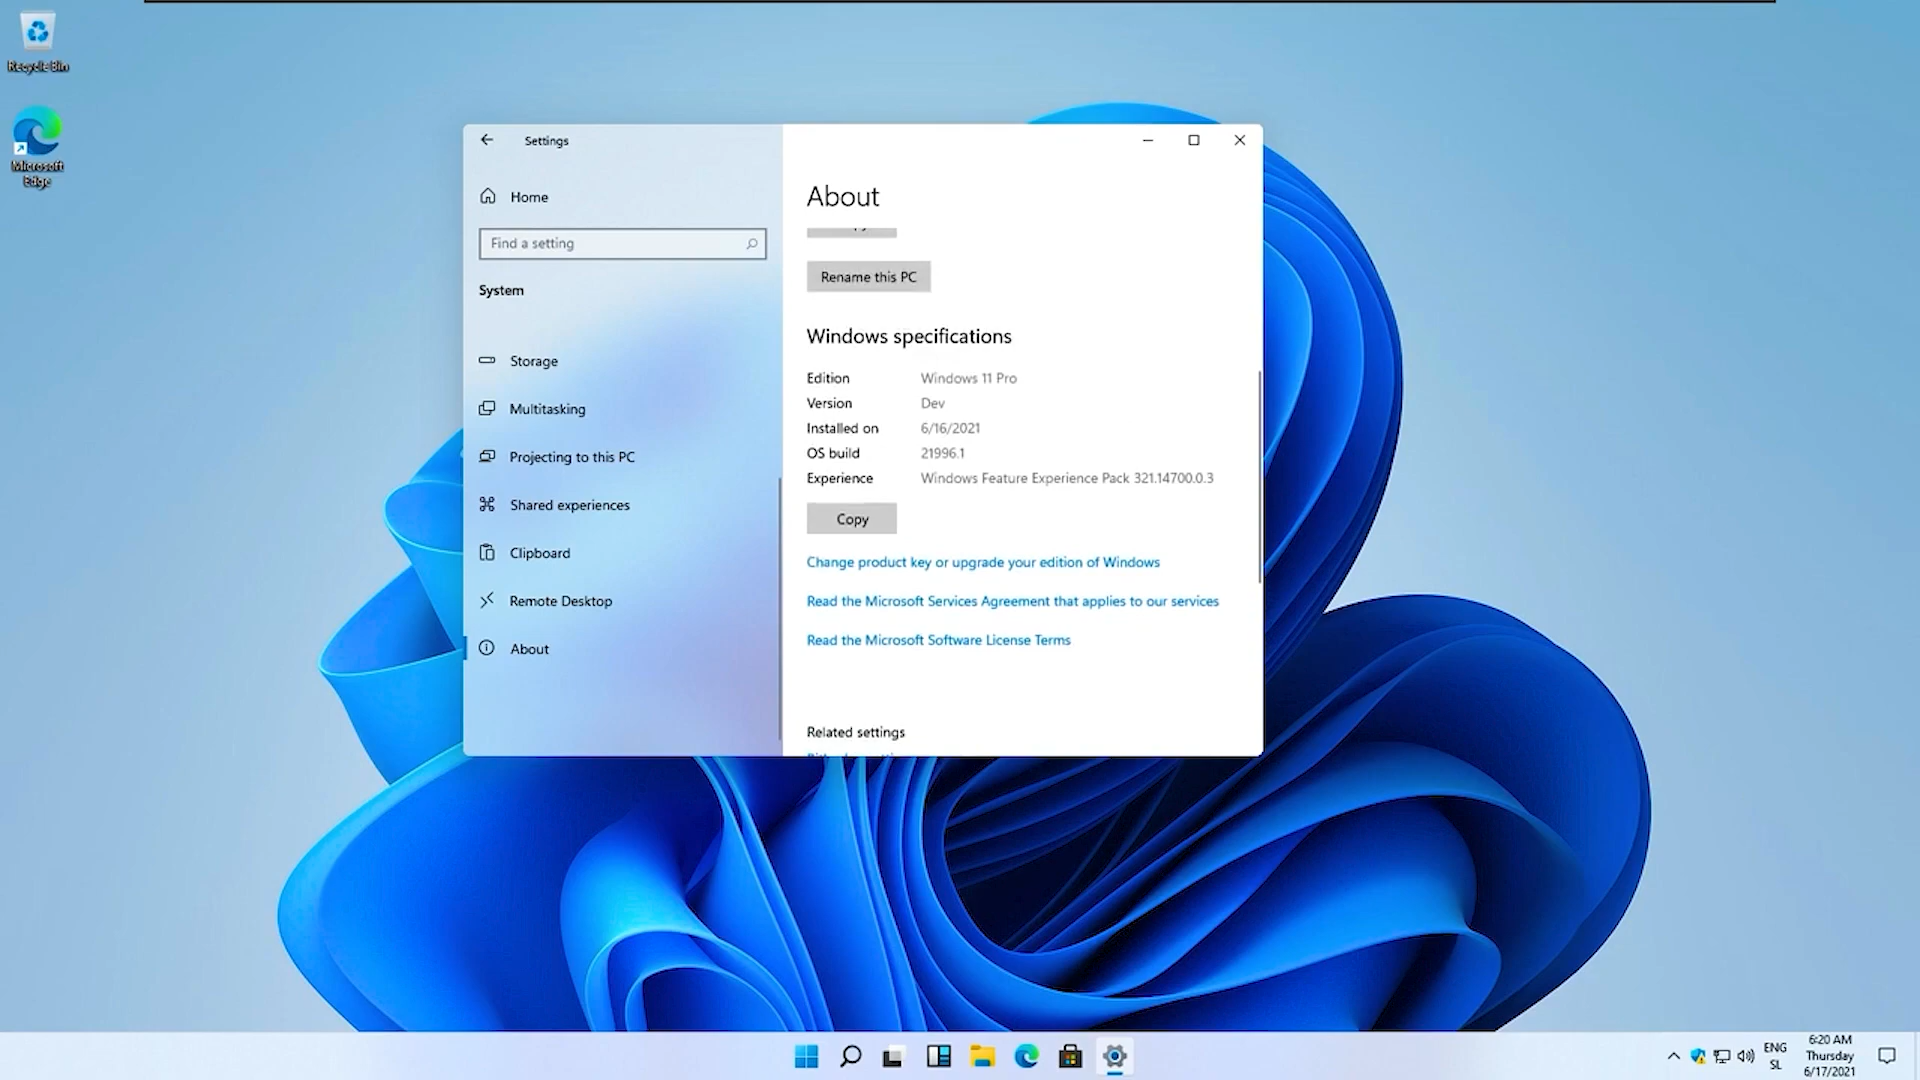 Recycle Bin
Microsoft
Edge
Settings
Home
Find a setting
System
Storage
Multitasking
Projecting to this PC
Shared experiences
Clipboard
Remote Desktop
About
About
Rename this PC
Windows specifications
Edition Windows 11 Pro
Version Dev
Installed on 6/16/2021
OS build 21996.1
Experience Windows Feature Experience Pack 321.14700.0.3
Copy
Change product key or upgrade your edition of Windows
Read the Microsoft Services Agreement that applies to our services
Read the Microsoft Software License Terms
Related settings
ENG
SL
6:20 AM
Thursday
6/17/2021